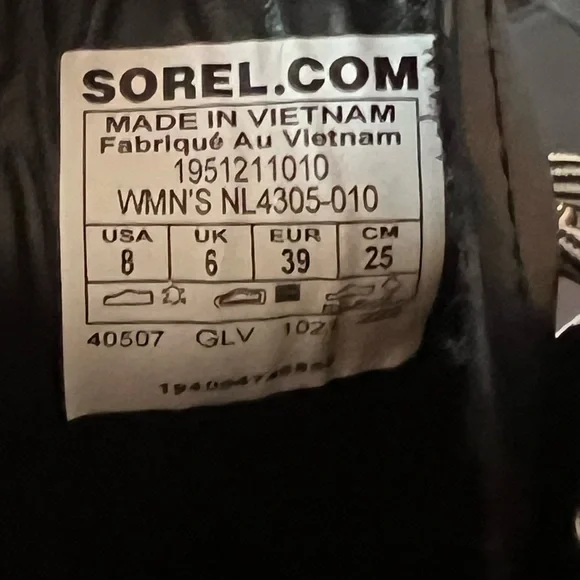 SOREL.COM
MADE IN VIETNAM
Fabriqué Au Vietnam
1951211010
WMN'S NL4305-010
USA UK EUR CM
8 6 39 25
40507 GLV